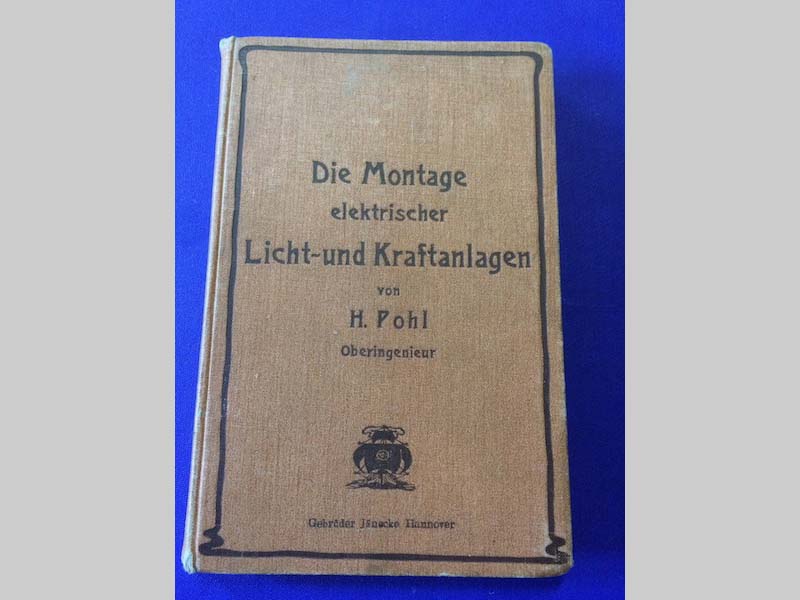 Die Montage
elektrischer
Licht- und Kraftanlagen
von
H. Pohl
Oberingenieur
Gebrüder Jänecke Hannover